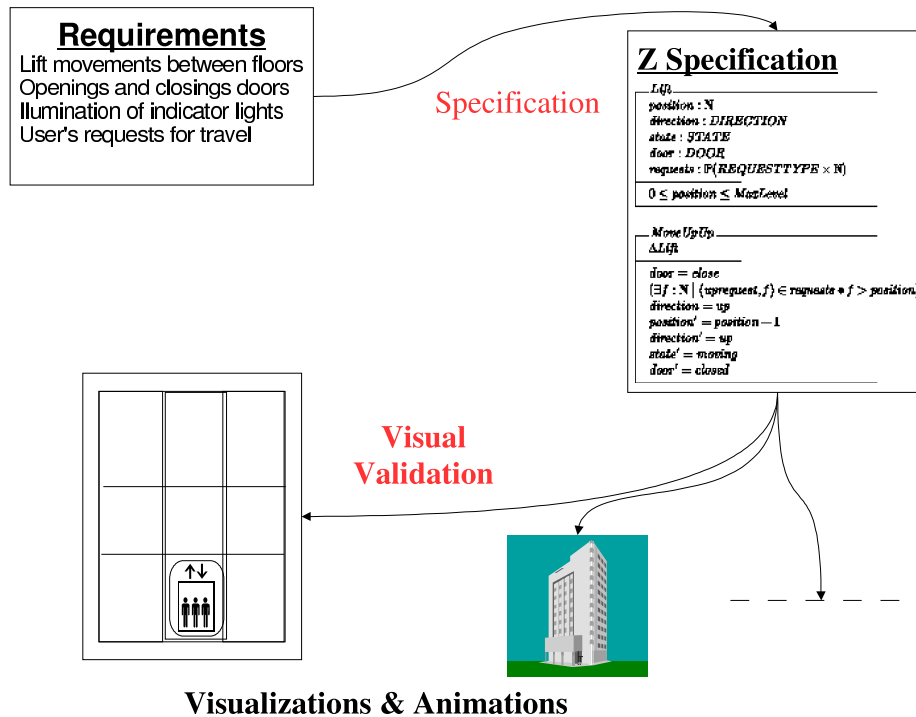 Requirements
Lift movements between floors
Openings and closings doors
Illumination of indicator lights
User's requests for travel
Specification
Z Specification
Lift
position : ℕ
direction : DIRECTION
state : STATE
door : DOOR
requests : ℙ(REQUESTTYPE × ℕ)
0 ≤ position ≤ MaxLevel
MoveUpUp
ΔLift
door = close
(∃f : ℕ | (uprequest, f) ∈ requests • f > position)
direction = up
position′ = position − 1
direction′ = up
state′ = moving
door′ = closed
Visual
Validation
Visualizations & Animations